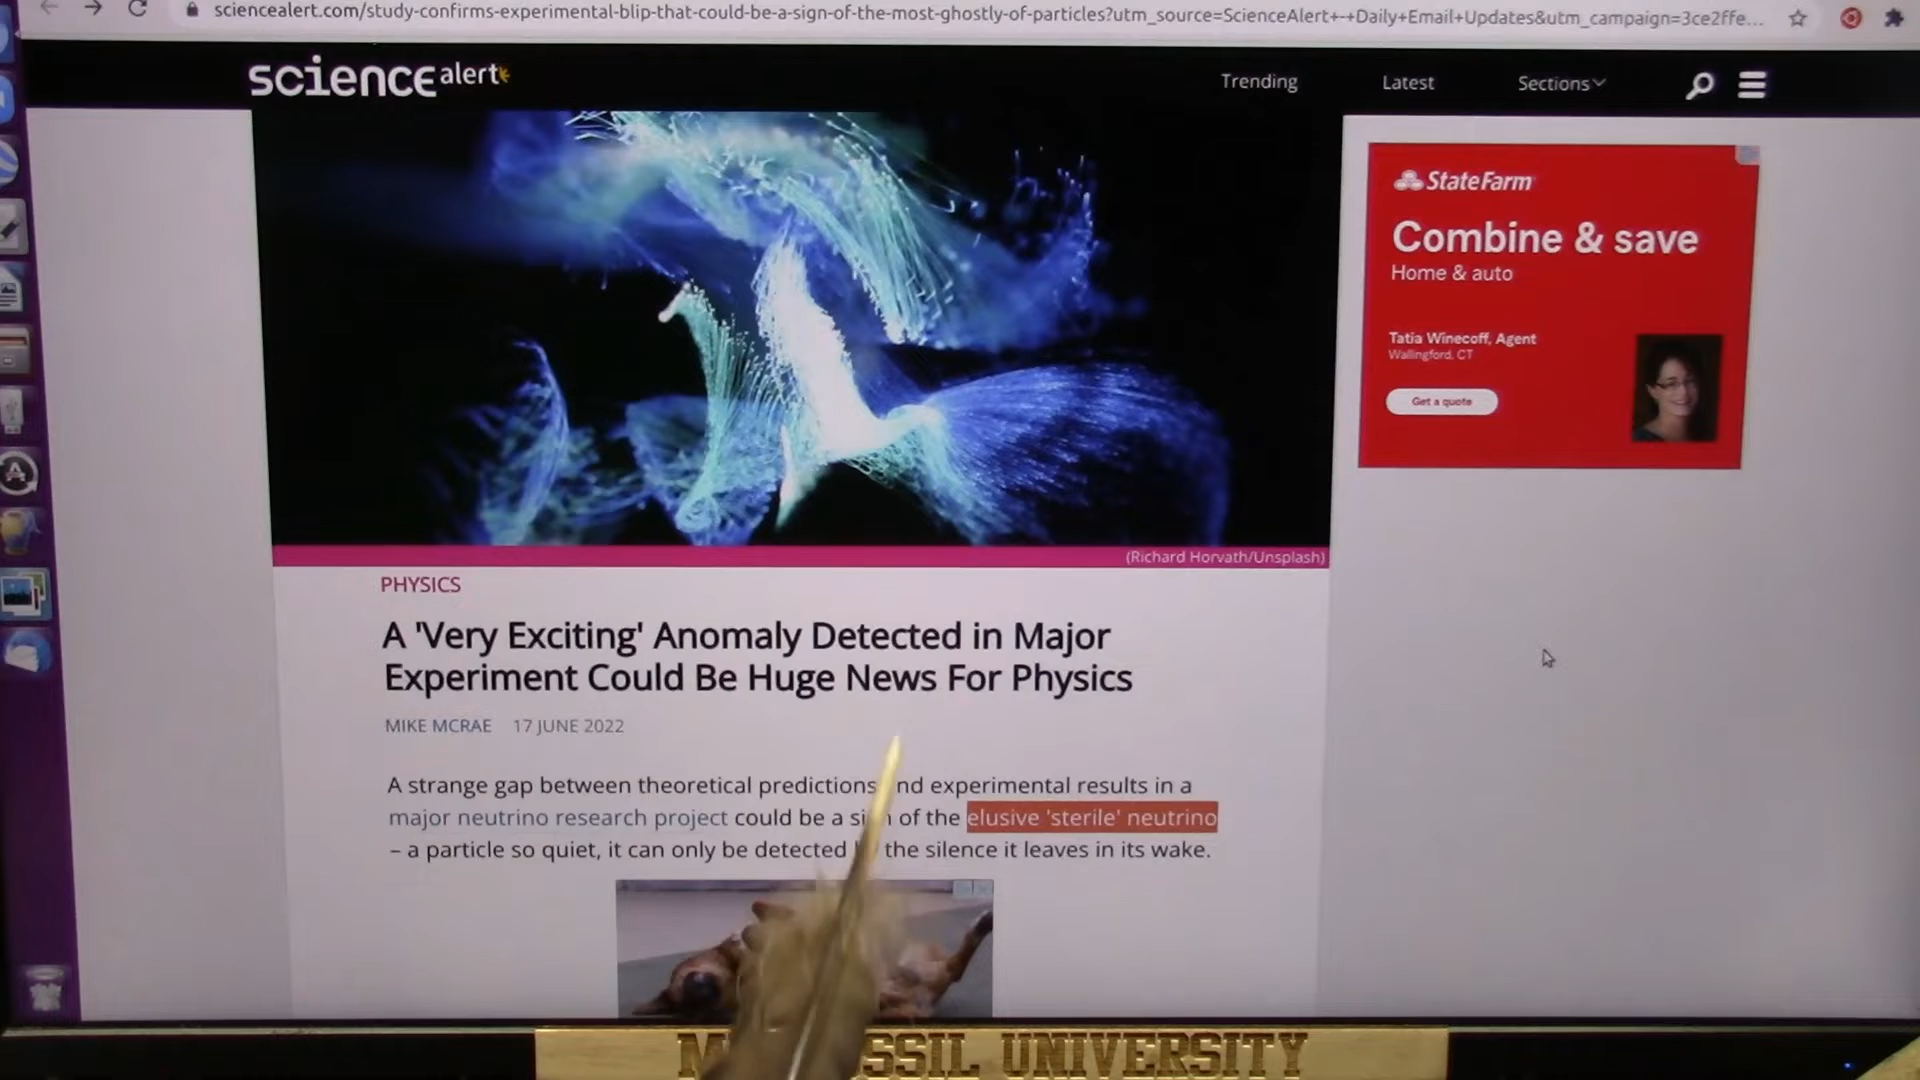 sciencealert.com/study-confirms-experimental-blip-that-could-be-a-sign-of-the-most-ghostly-of-particles?utm_source=ScienceAlert+-+Daily+Email+Updates&utm_campaign=3ce2ffe...
science alert
Trending
Latest
Sections
StateFarm
Combine & save
Home & auto
Tatia Winecoff, Agent
Wallingford, CT
Get a quote
(Richard Horvath/Unsplash)
PHYSICS
A 'Very Exciting' Anomaly Detected in Major
Experiment Could Be Huge News For Physics
MIKE MCRAE 17 JUNE 2022
A strange gap between theoretical predictions and experimental results in a
major neutrino research project could be a sign of the elusive 'sterile' neutrino
– a particle so quiet, it can only be detected the silence it leaves in its wake.
UNIVERSITY